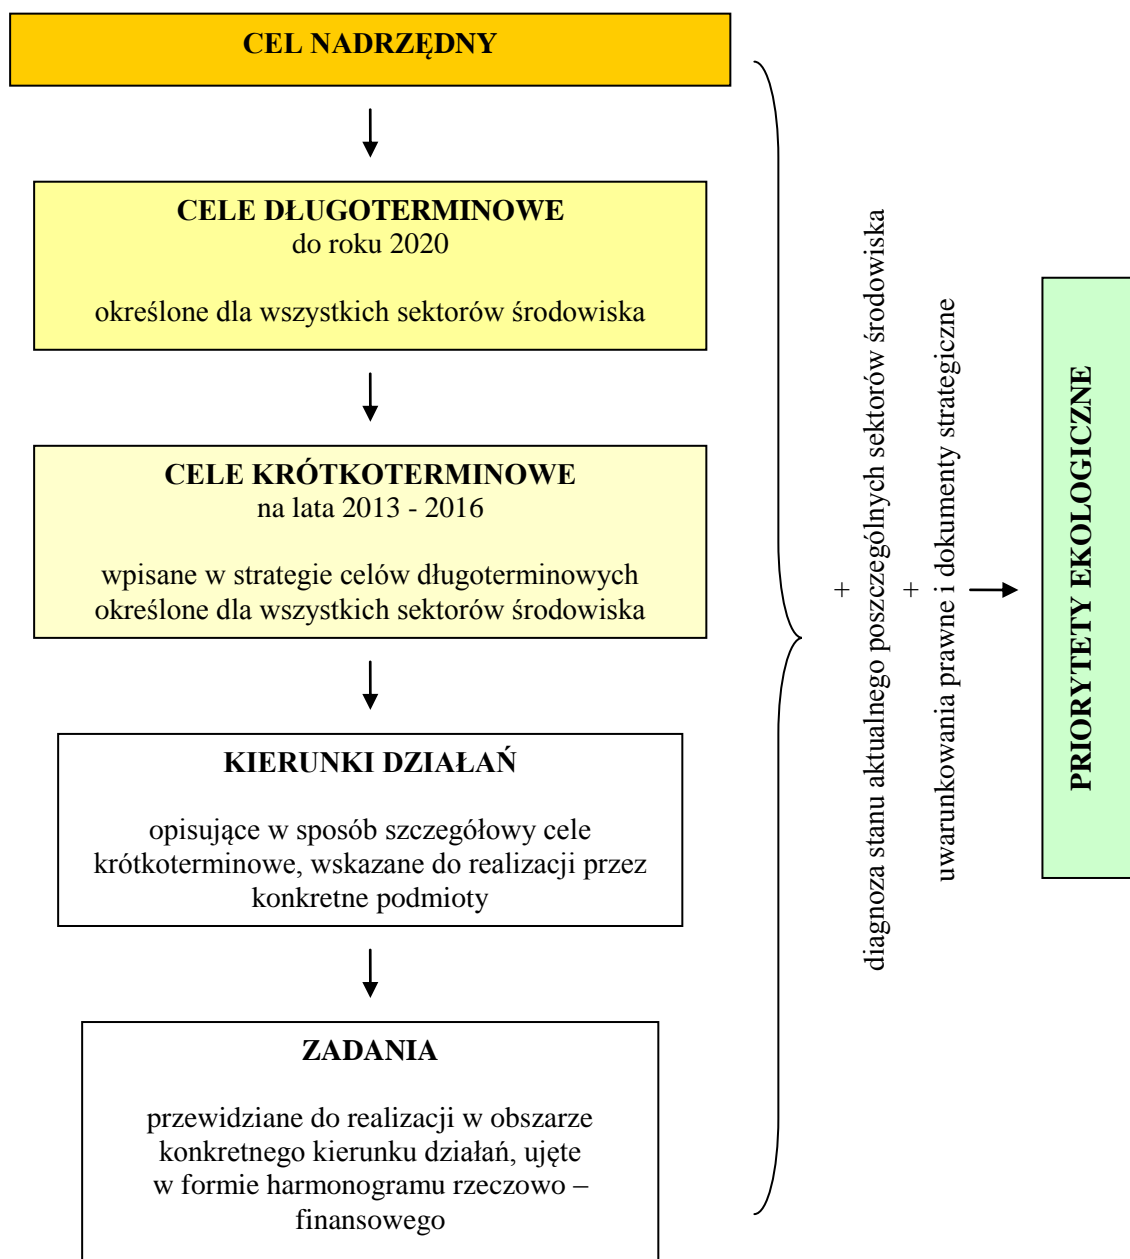 CEL NADRZĘDNY
CELE DŁUGOTERMINOWE
do roku 2020
określone dla wszystkich sektorów środowiska
CELE KRÓTKOTERMINOWE
na lata 2013 - 2016
wpisane w strategie celów długoterminowych
określone dla wszystkich sektorów środowiska
KIERUNKI DZIAŁAŃ
opisujące w sposób szczegółowy cele
krótkoterminowe, wskazane do realizacji przez
konkretne podmioty
ZADANIA
przewidziane do realizacji w obszarze
konkretnego kierunku działań, ujęte
w formie harmonogramu rzeczowo –
finansowego
+
diagnoza stanu aktualnego poszczególnych sektorów środowiska
+
uwarunkowania prawne i dokumenty strategiczne
PRIORYTETY EKOLOGICZNE